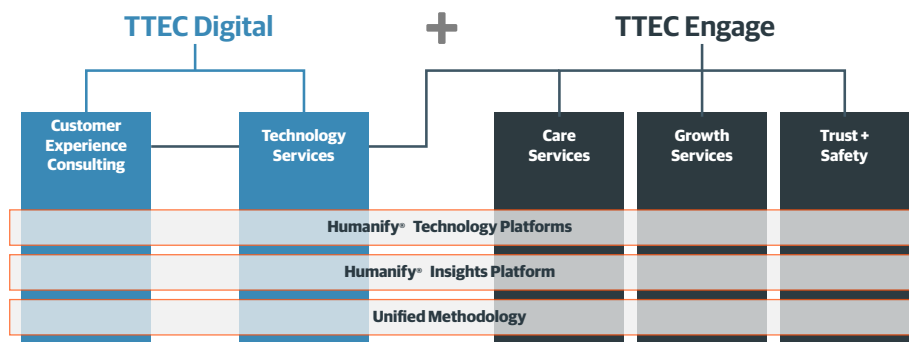 TTEC Digital
+
TTEC Engage
Customer
Experience
Consulting
Technology
Services
Care
Services
Growth
Services
Trust +
Safety
Humanify® Technology Platforms
Humanify® Insights Platform
Unified Methodology